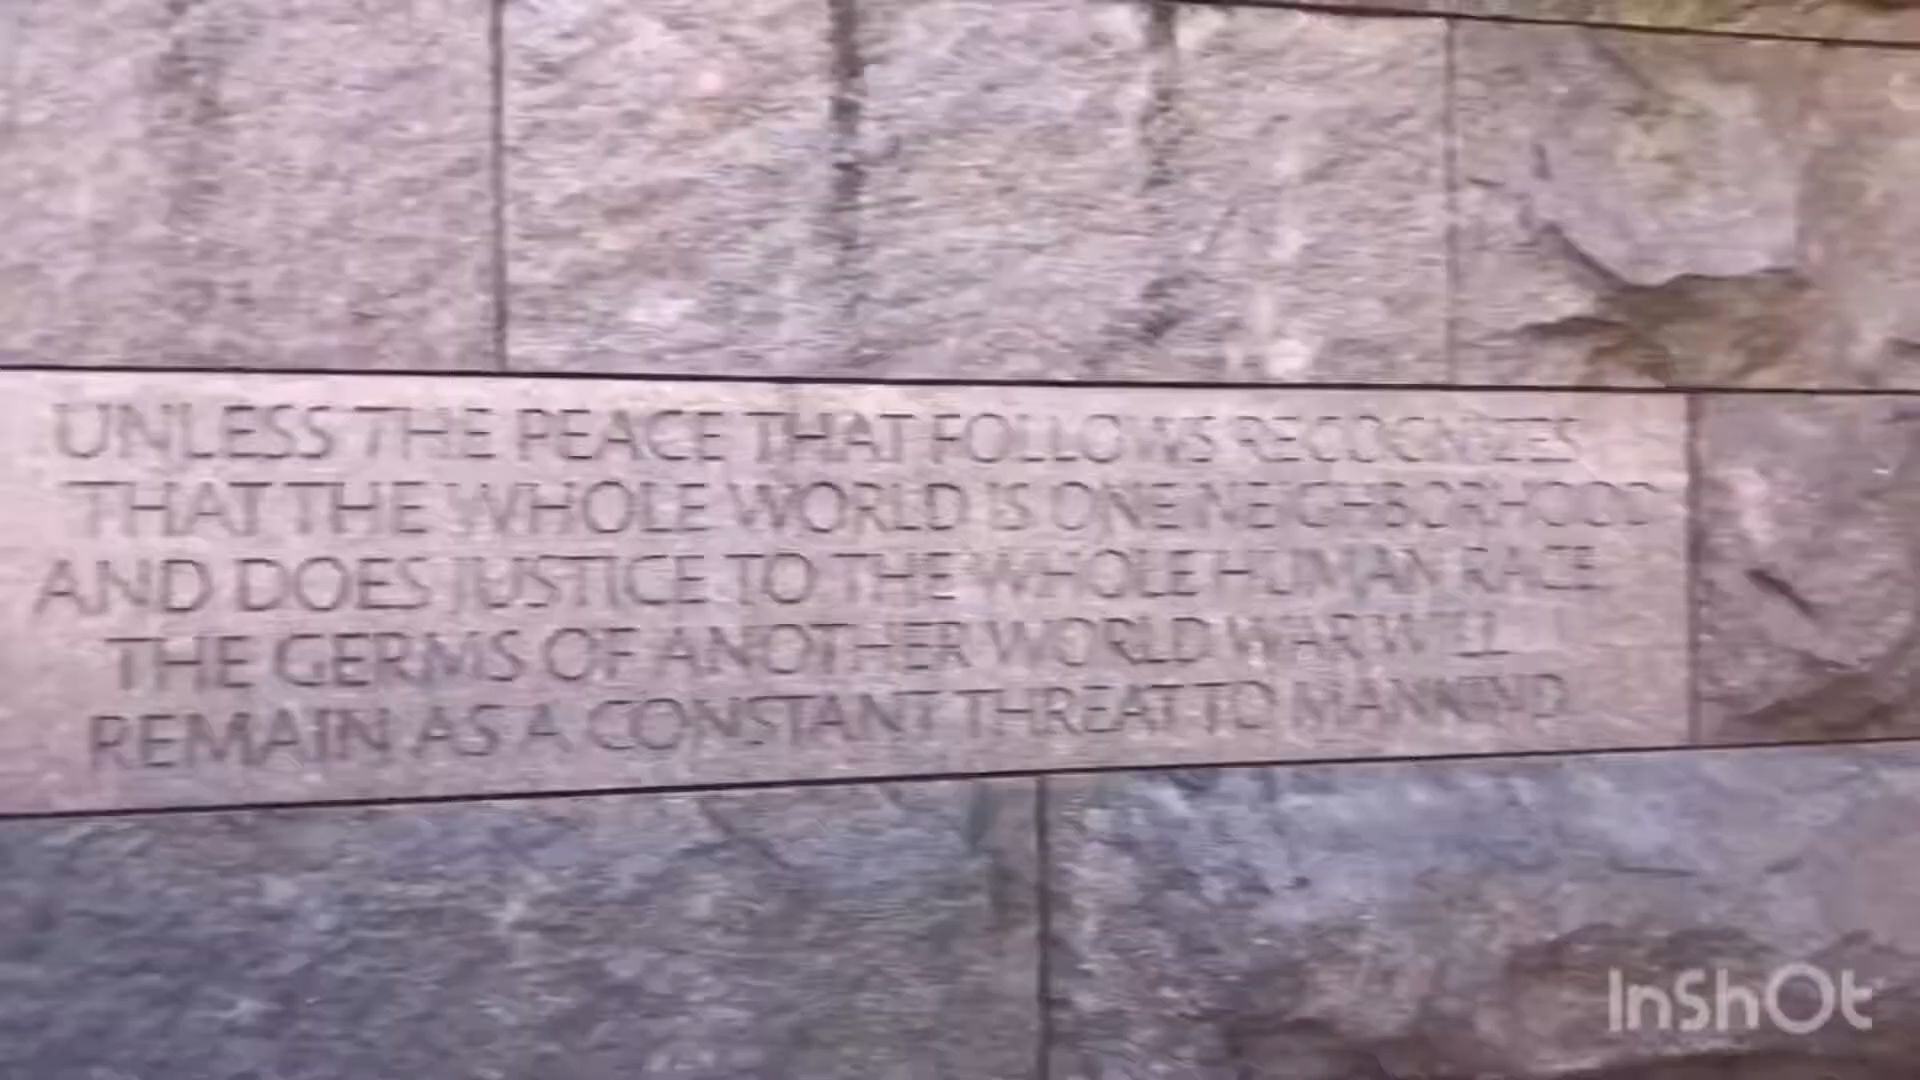 UNLESS THE PEACE THAT FOLLOWS RECOGNIZES
THAT THE WHOLE WORLD IS ONE NEIGHBORHOOD
AND DOES JUSTICE TO THE WHOLE HUMAN RACE
THE GERMS OF ANOTHER WORLD WAR WILL
REMAIN AS A CONSTANT THREAT TO MANKIND
InShOt